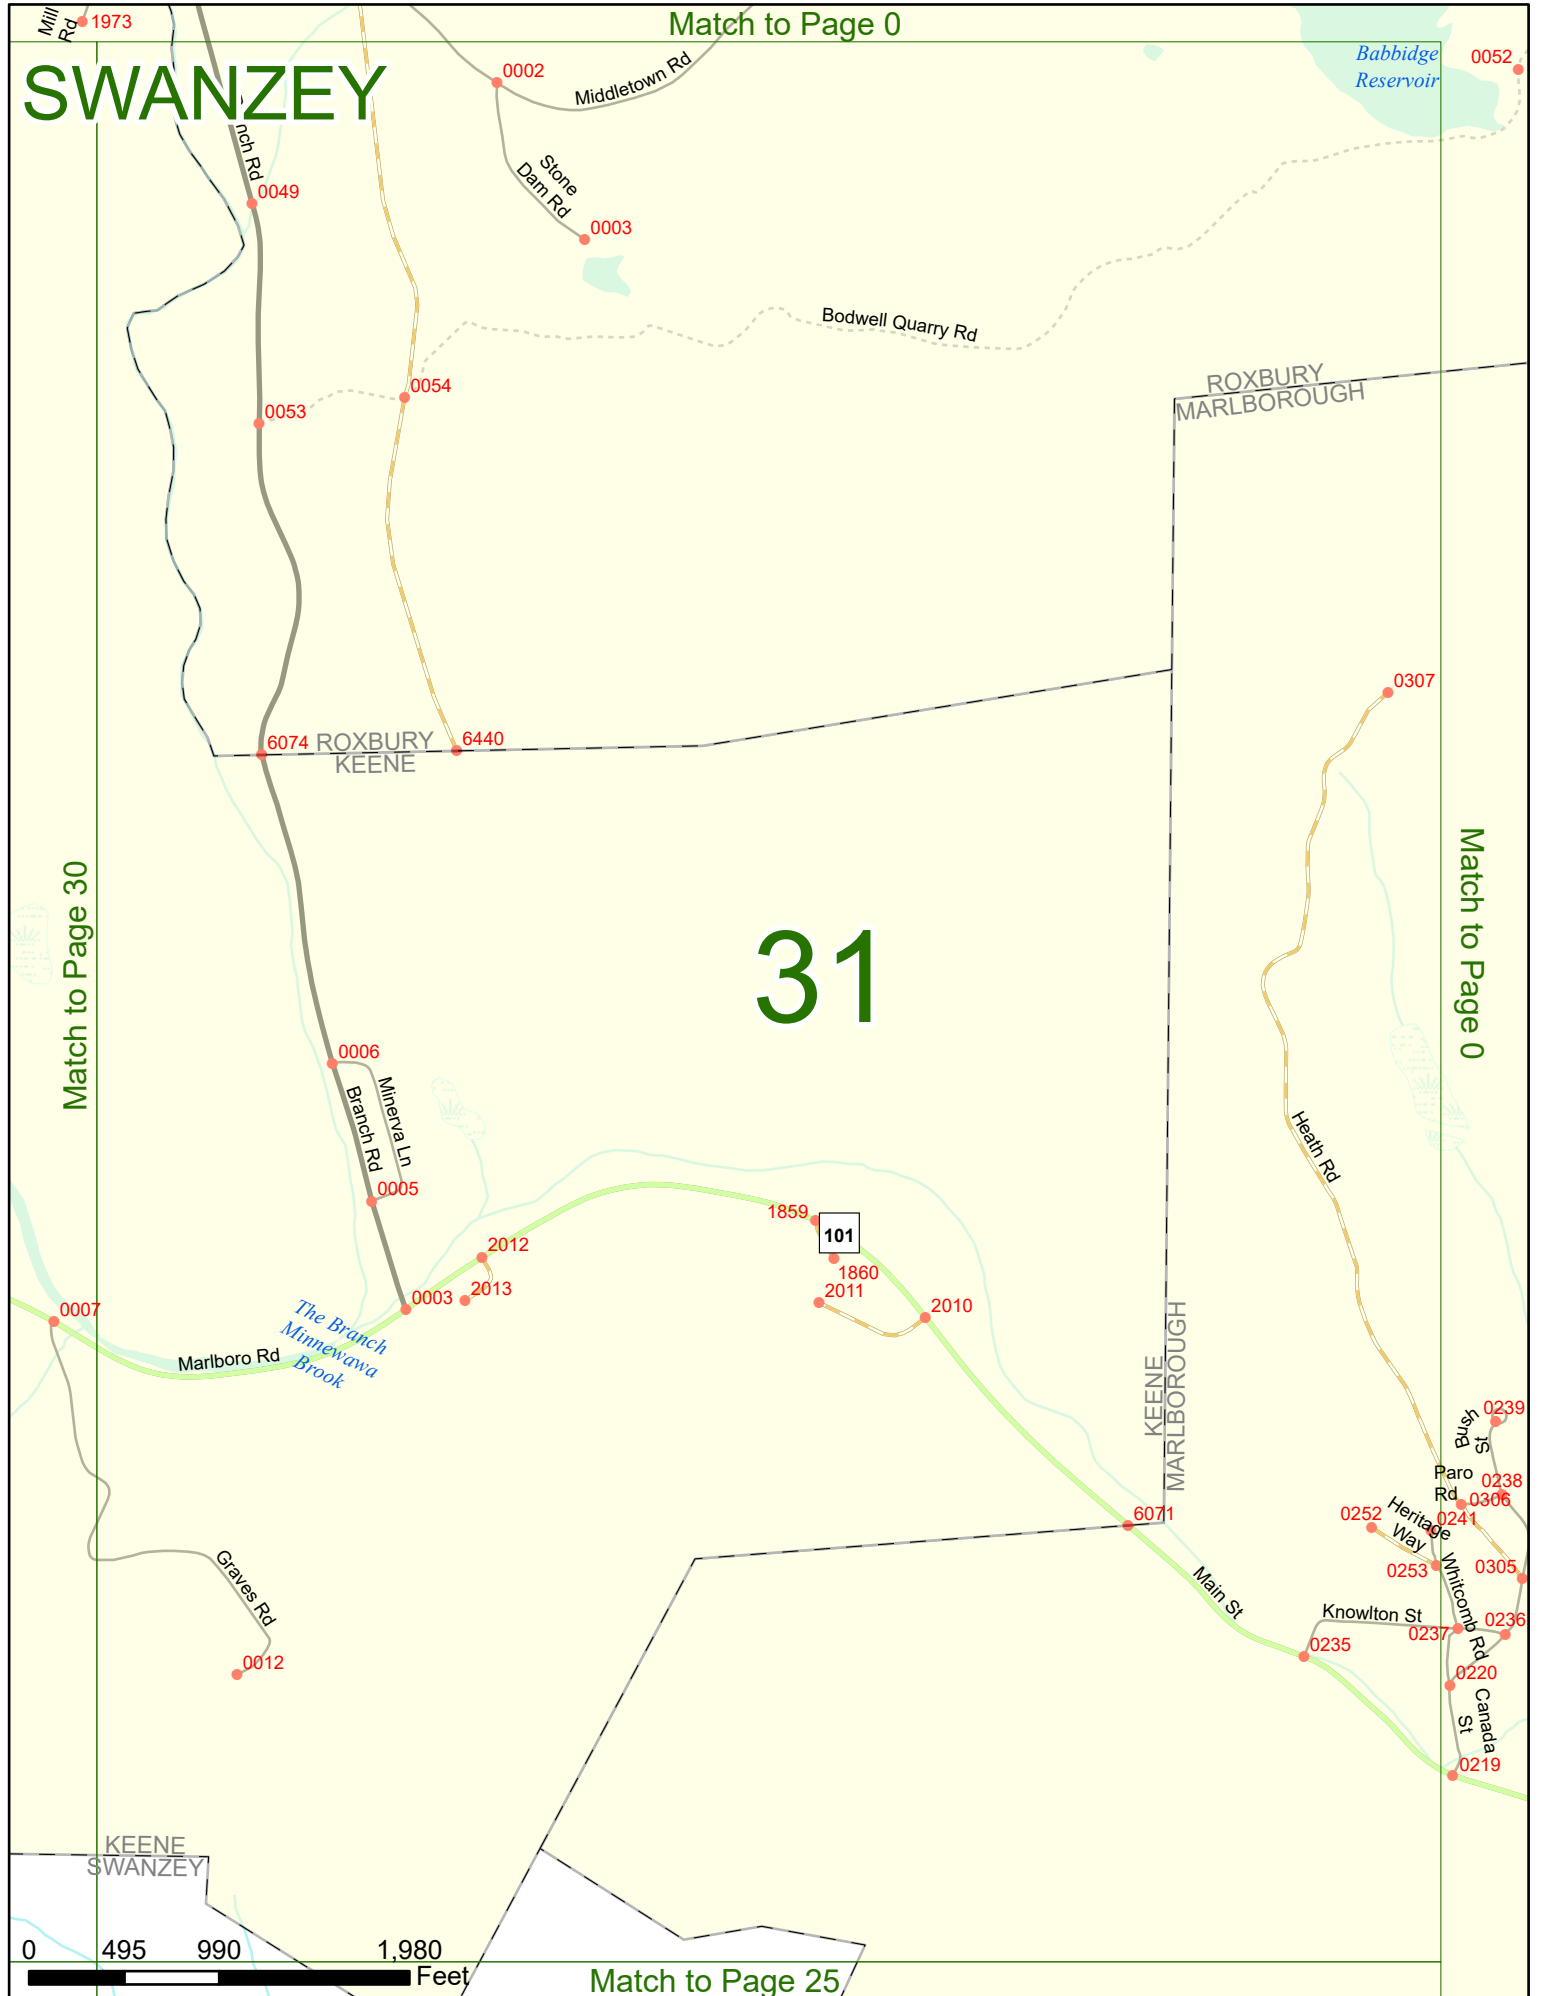 Match to Page 0
Mill
Rd
1973
SWANZEY
0002
Middletown Rd
Babbidge
Reservoir
0052
nch Rd
0049
Stone
Dam Rd
0003
Bodwell Quarry Rd
0054
0053
ROXBURY
MARLBOROUGH
0307
6074
ROXBURY
KEENE
6440
Match to Page 30
31
Match to Page 0
0006
Minerva Ln
Branch Rd
0005
Heath Rd
1859
101
1860
2012
2013
2011
2010
0003
0007
The Branch
Minnewawa
Brook
Marlboro Rd
KEENE
MARLBOROUGH
0239
Bush
St
Paro
Rd
0238
0306
0252
Heritage
Way
0241
6071
0253
0305
Graves Rd
Main St
Whitcomb Rd
Knowlton St
0237
0236
0235
0012
0220
Canada
St
0219
KEENE
SWANZEY
0 495 990 1,980
Feet
Match to Page 25